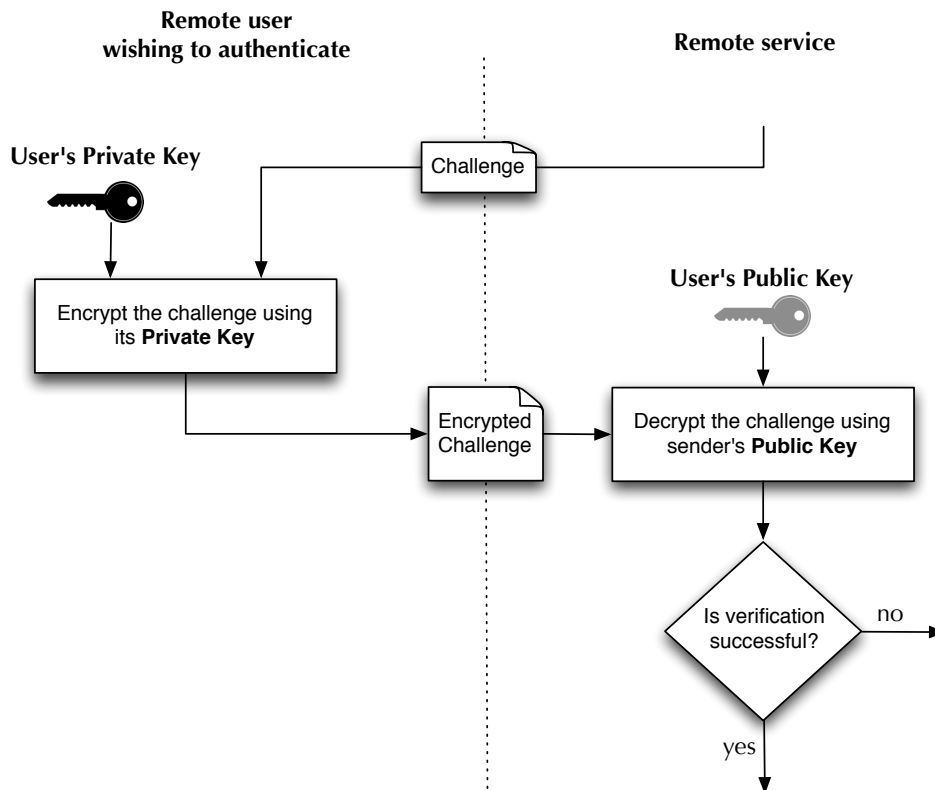 Remote user
wishing to authenticate
Remote service
User's Private Key
Challenge
Encrypt the challenge using
its Private Key
User's Public Key
Encrypted
Challenge
Decrypt the challenge using
sender's Public Key
Is verification
successful?
no
yes